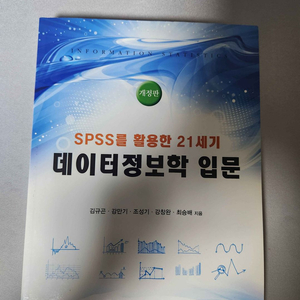 개정판
SPSS를 활용한 21세기
데이터정보학 입문
김규곤 · 강민기 · 조성기 · 강창완 · 최승배 지음